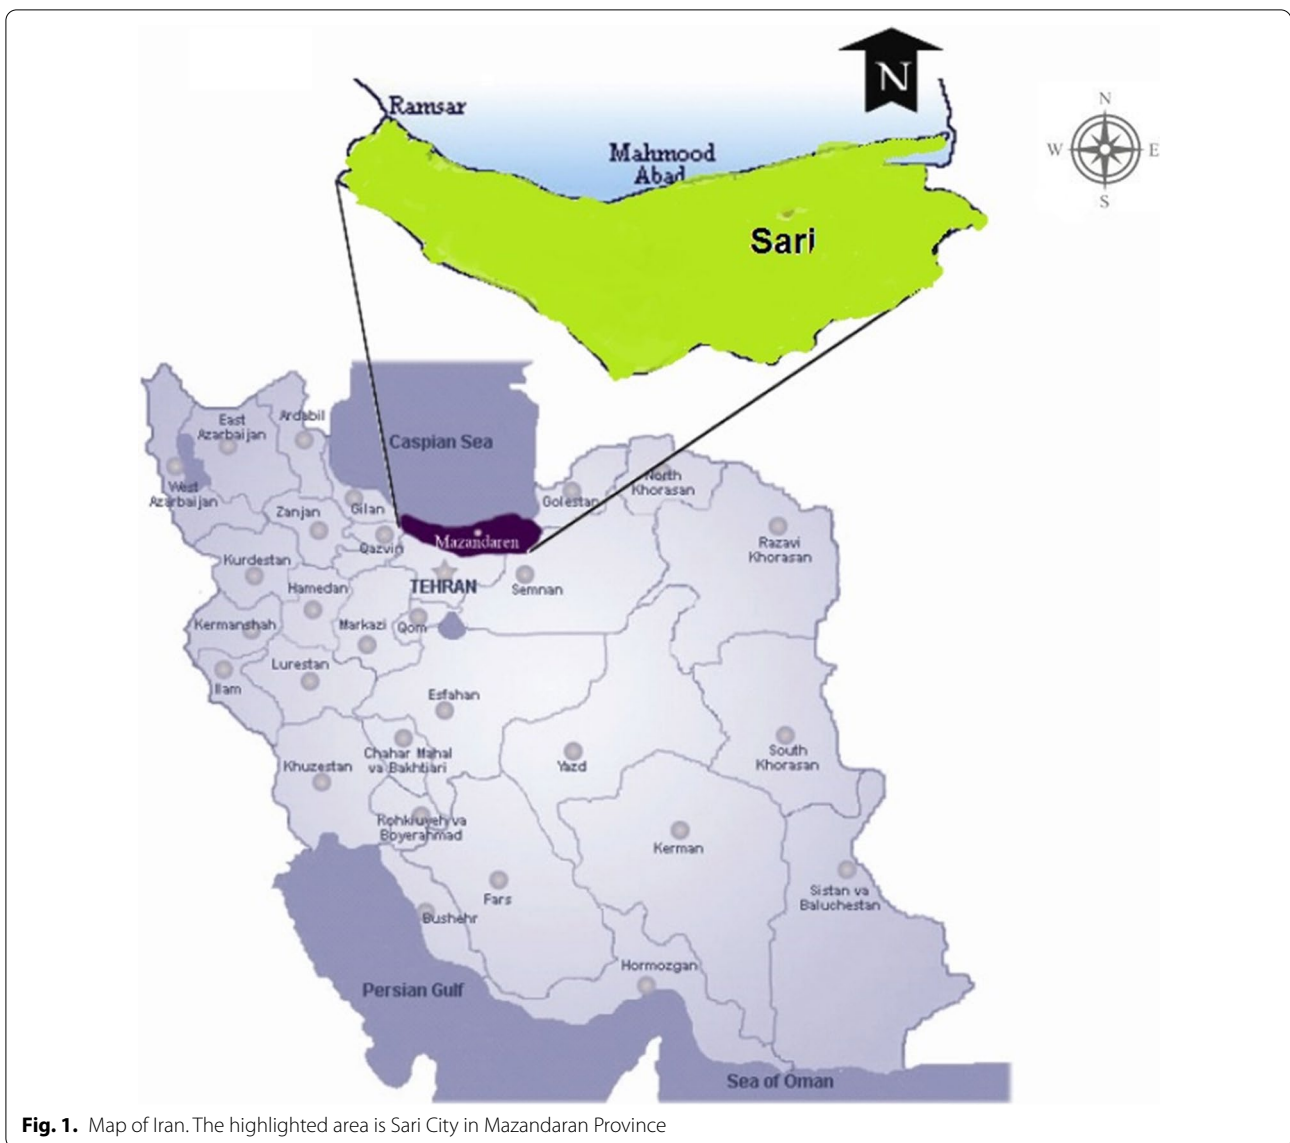 N
Ramsar
N
W
E
S
Mahmood
Abad
Sari
East
Azarbaijan
Ardabil
Caspian Sea
West
Azarbaijan
Gilan
Golestan
North
Khorasan
Zanjan
Qazvin
Mazandaren
Razavi
Khorasan
Kurdestan
Hamedan
TEHRAN
Semnan
Kermanshah
Markazi
Qom
Lurestan
Ilam
Esfahan
Chahar Mahal
va Bakhtiari
Khuzestan
Yazd
South
Khorasan
Kohkiuyeh va
Boyerahmad
Kerman
Fars
Sistan va
Baluchestan
Bushehr
Hormozgan
Persian Gulf
Sea of Oman
Fig. 1. Map of Iran. The highlighted area is Sari City in Mazandaran Province